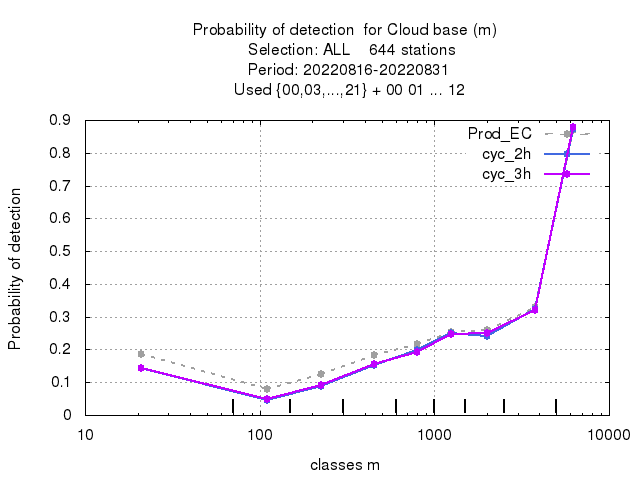 Probability of detection  for Cloud base (m)
Selection: ALL    644 stations
Period: 20220816-20220831
Used {00,03,...,21} + 00 01 ... 12
Prod_EC
cyc_2h
cyc_3h
0.9
0.8
0.7
0.6
0.5
0.4
0.3
0.2
0.1
0
Probability of detection
10
100
1000
10000
classes m